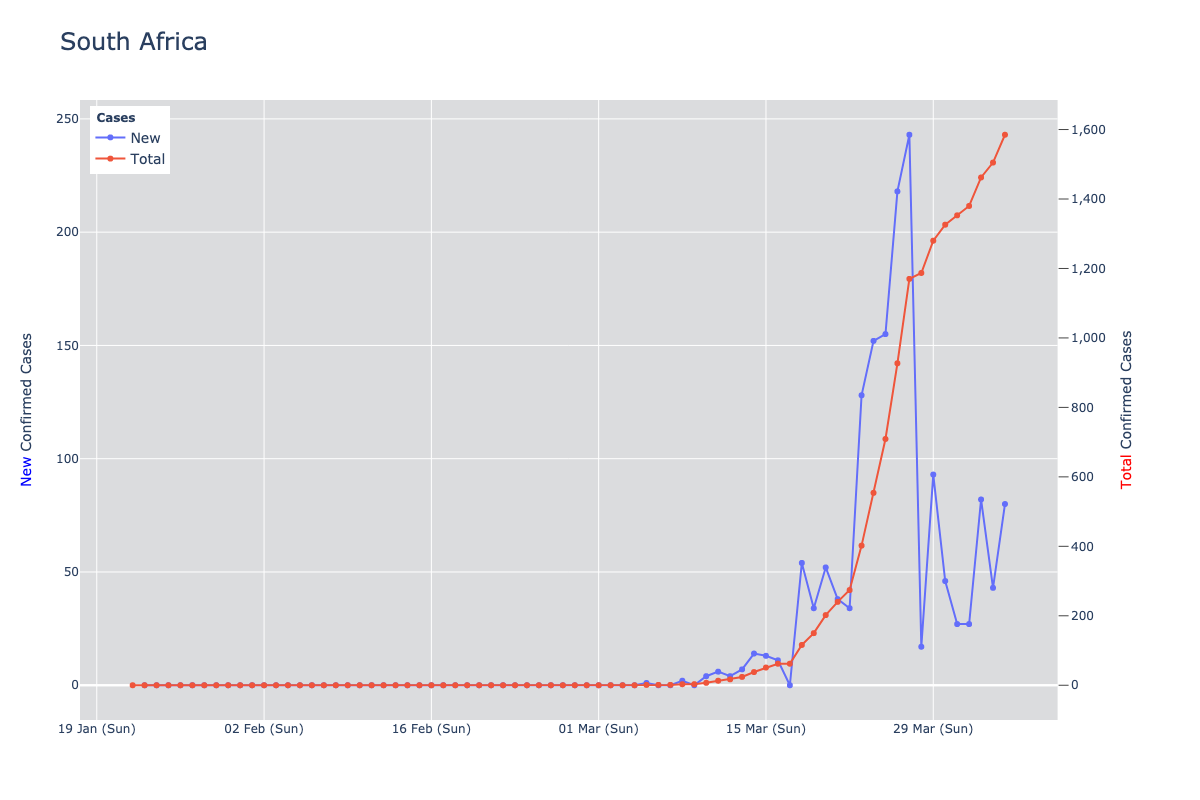 South Africa
Cases
New
Total
250
200
150
100
50
0
1,600
1,400
1,200
1,000
800
600
400
200
0
New Confirmed Cases
Total Confirmed Cases
19 Jan (Sun)
02 Feb (Sun)
16 Feb (Sun)
01 Mar (Sun)
15 Mar (Sun)
29 Mar (Sun)